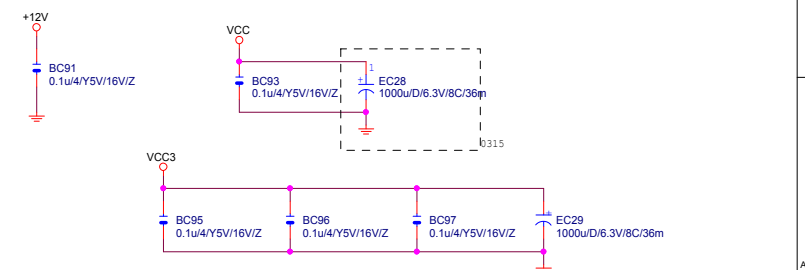 +12V
BC91
0.1u/4/Y5V/16V/Z
VCC
BC93
0.1u/4/Y5V/16V/Z
1
+
EC28
1000u/D/6.3V/8C/36m
0315
VCC3
BC95
0.1u/4/Y5V/16V/Z
BC96
0.1u/4/Y5V/16V/Z
BC97
0.1u/4/Y5V/16V/Z
+
EC29
1000u/D/6.3V/8C/36m
A